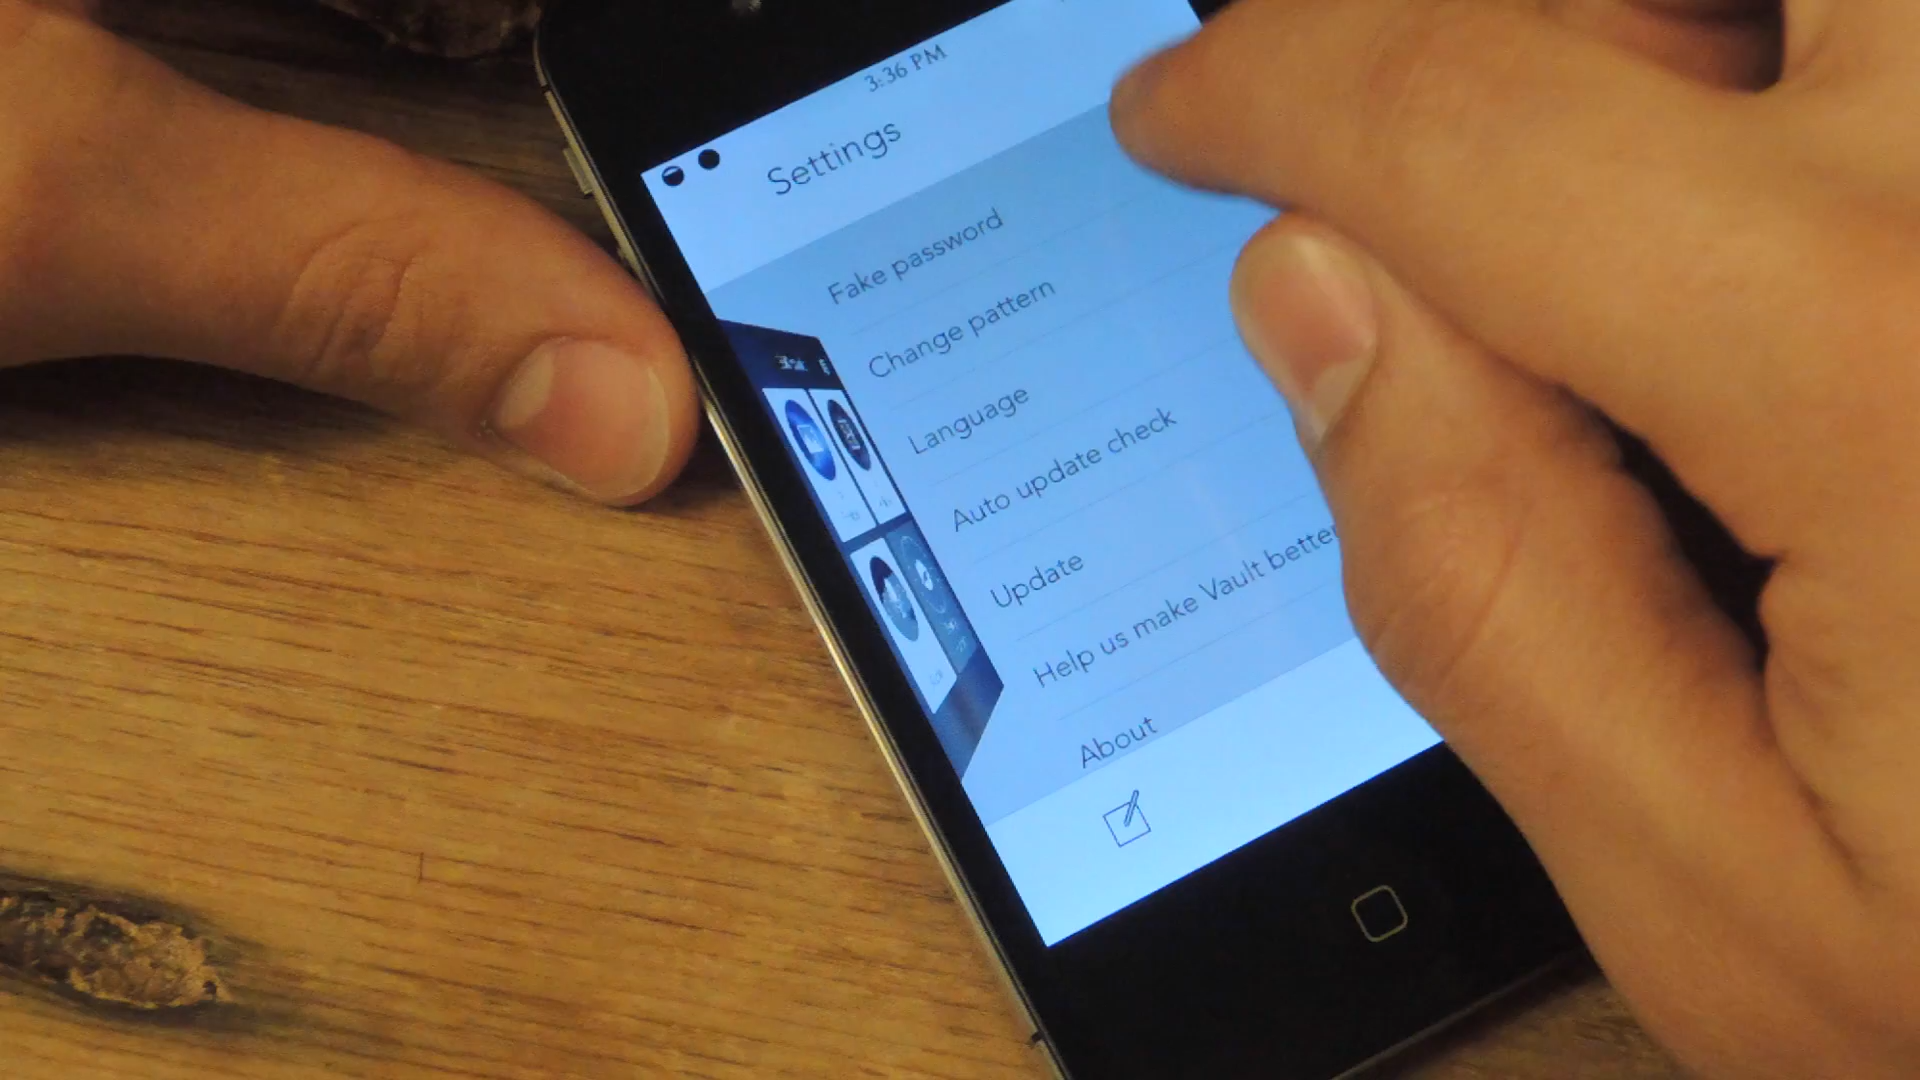 3:36 PM
Settings
Fake password
Change pattern
Language
Auto update check
Update
Help us make Vault better
About